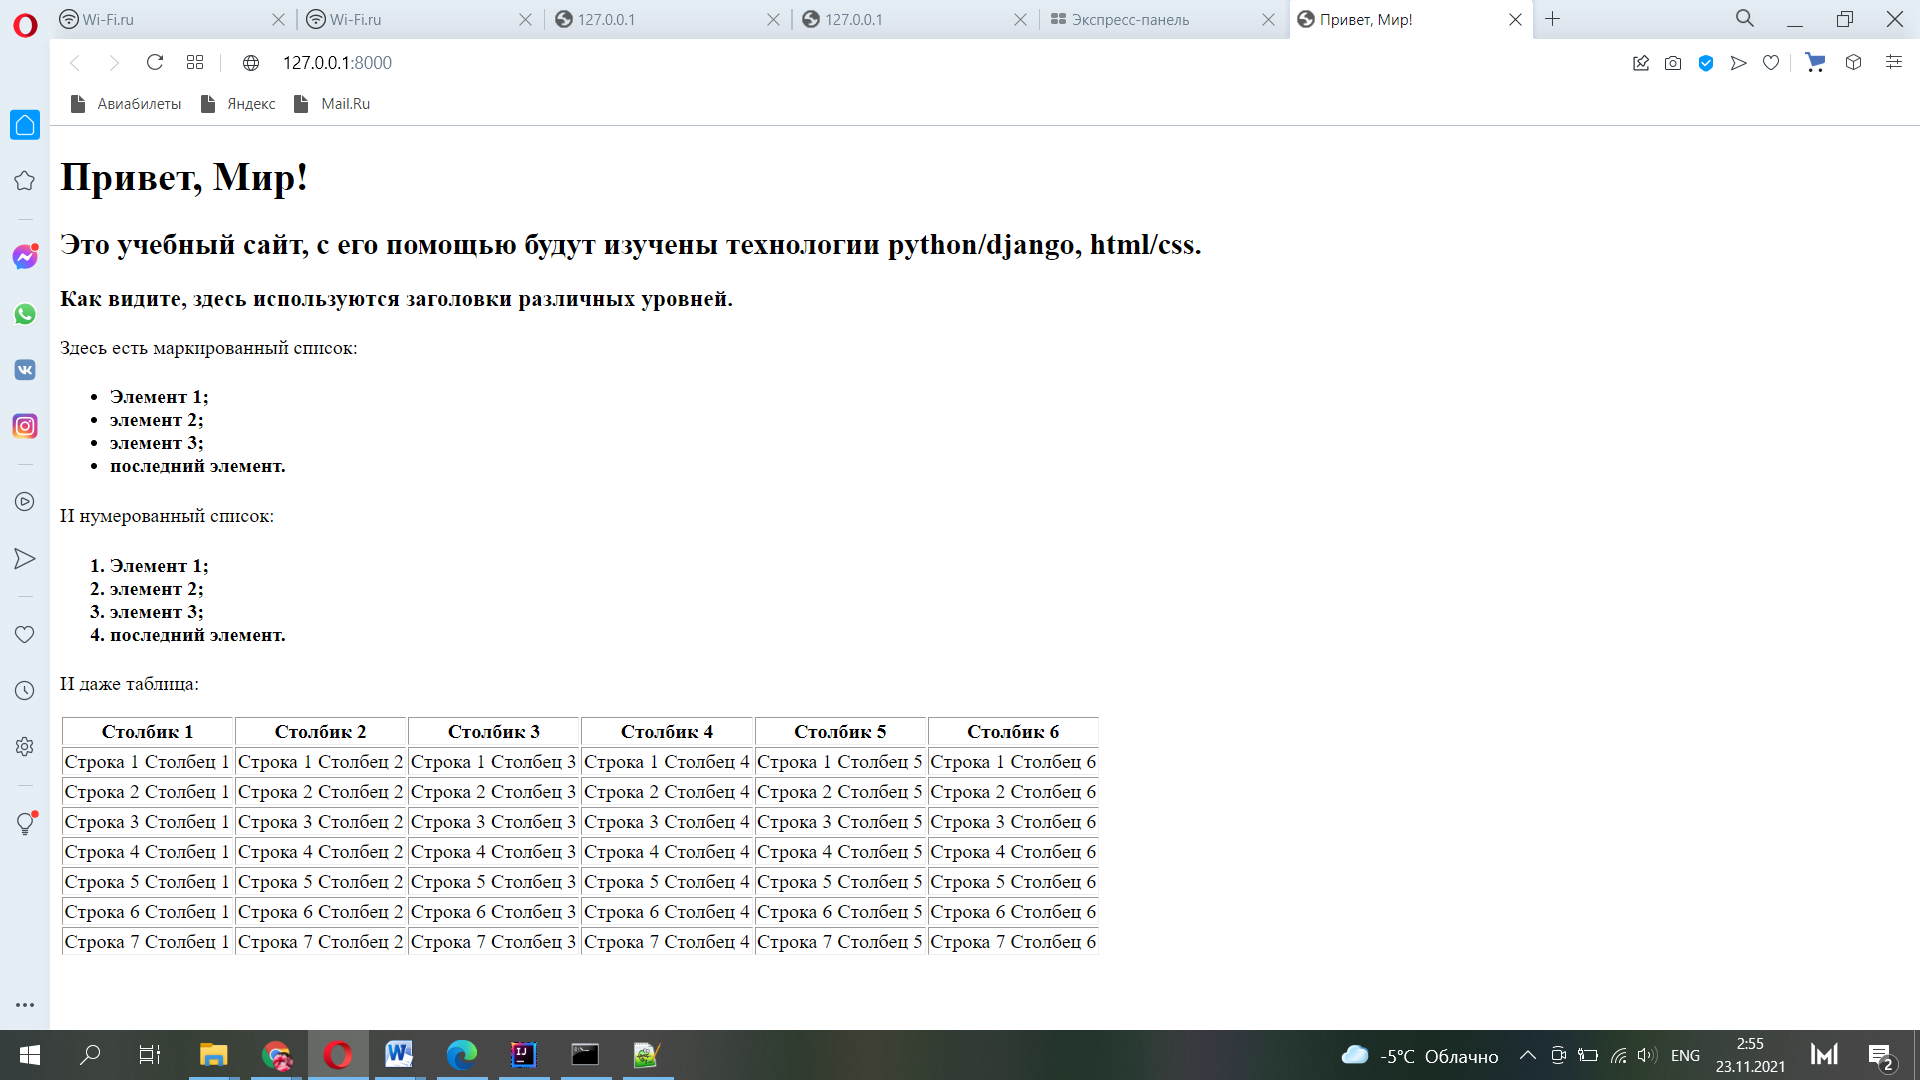 Wi-Fi.ru
Wi-Fi.ru
127.0.0.1
127.0.0.1
Экспресс-панель
Привет, Мир!
127.0.0.1:8000
Авиабилеты
Яндекс
Mail.Ru
Привет, Мир!
Это учебный сайт, с его помощью будут изучены технологии python/django, html/css.
Как видите, здесь используются заголовки различных уровней.
Здесь есть маркированный список:
• Элемент 1;
• элемент 2;
• элемент 3;
• последний элемент.
И нумерованный список:
1. Элемент 1;
2. элемент 2;
3. элемент 3;
4. последний элемент.
И даже таблица:
Столбик 1 Столбик 2 Столбик 3 Столбик 4 Столбик 5 Столбик 6
Строка 1 Столбец 1 Строка 1 Столбец 2 Строка 1 Столбец 3 Строка 1 Столбец 4 Строка 1 Столбец 5 Строка 1 Столбец 6
Строка 2 Столбец 1 Строка 2 Столбец 2 Строка 2 Столбец 3 Строка 2 Столбец 4 Строка 2 Столбец 5 Строка 2 Столбец 6
Строка 3 Столбец 1 Строка 3 Столбец 2 Строка 3 Столбец 3 Строка 3 Столбец 4 Строка 3 Столбец 5 Строка 3 Столбец 6
Строка 4 Столбец 1 Строка 4 Столбец 2 Строка 4 Столбец 3 Строка 4 Столбец 4 Строка 4 Столбец 5 Строка 4 Столбец 6
Строка 5 Столбец 1 Строка 5 Столбец 2 Строка 5 Столбец 3 Строка 5 Столбец 4 Строка 5 Столбец 5 Строка 5 Столбец 6
Строка 6 Столбец 1 Строка 6 Столбец 2 Строка 6 Столбец 3 Строка 6 Столбец 4 Строка 6 Столбец 5 Строка 6 Столбец 6
Строка 7 Столбец 1 Строка 7 Столбец 2 Строка 7 Столбец 3 Строка 7 Столбец 4 Строка 7 Столбец 5 Строка 7 Столбец 6
-5°C Облачно
ENG
2:55
23.11.2021
2